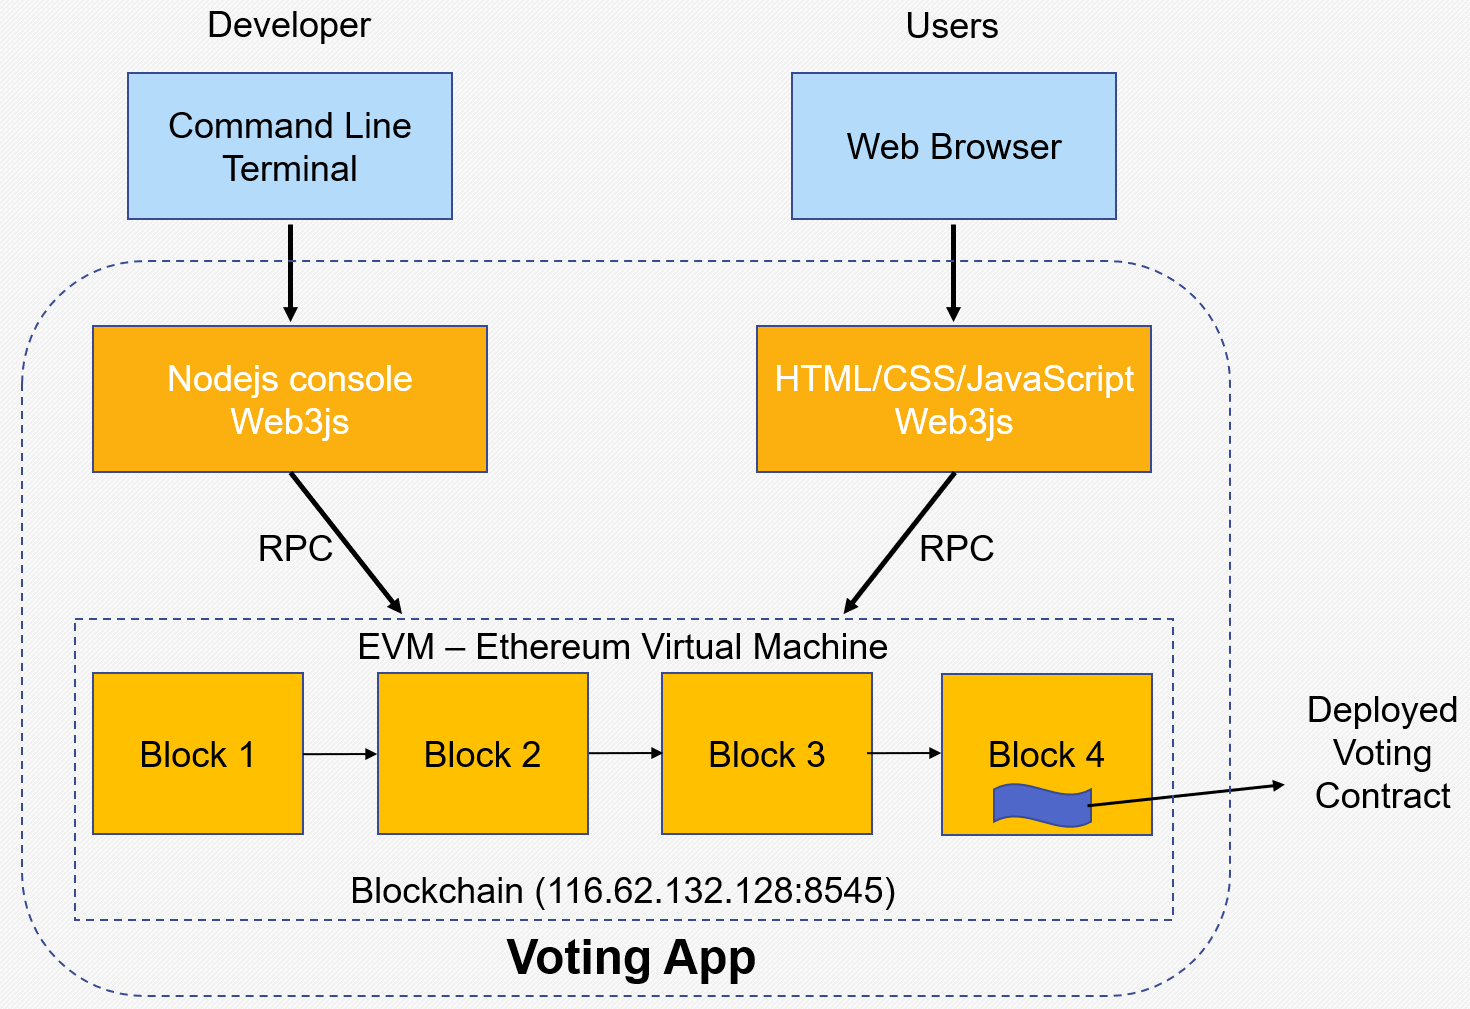 Developer
Users
Command Line
Terminal
Web Browser
Nodejs console
Web3js
HTML/CSS/JavaScript
Web3js
RPC
RPC
EVM – Ethereum Virtual Machine
Block 1
Block 2
Block 3
Block 4
Deployed
Voting
Contract
Blockchain (116.62.132.128:8545)
Voting App